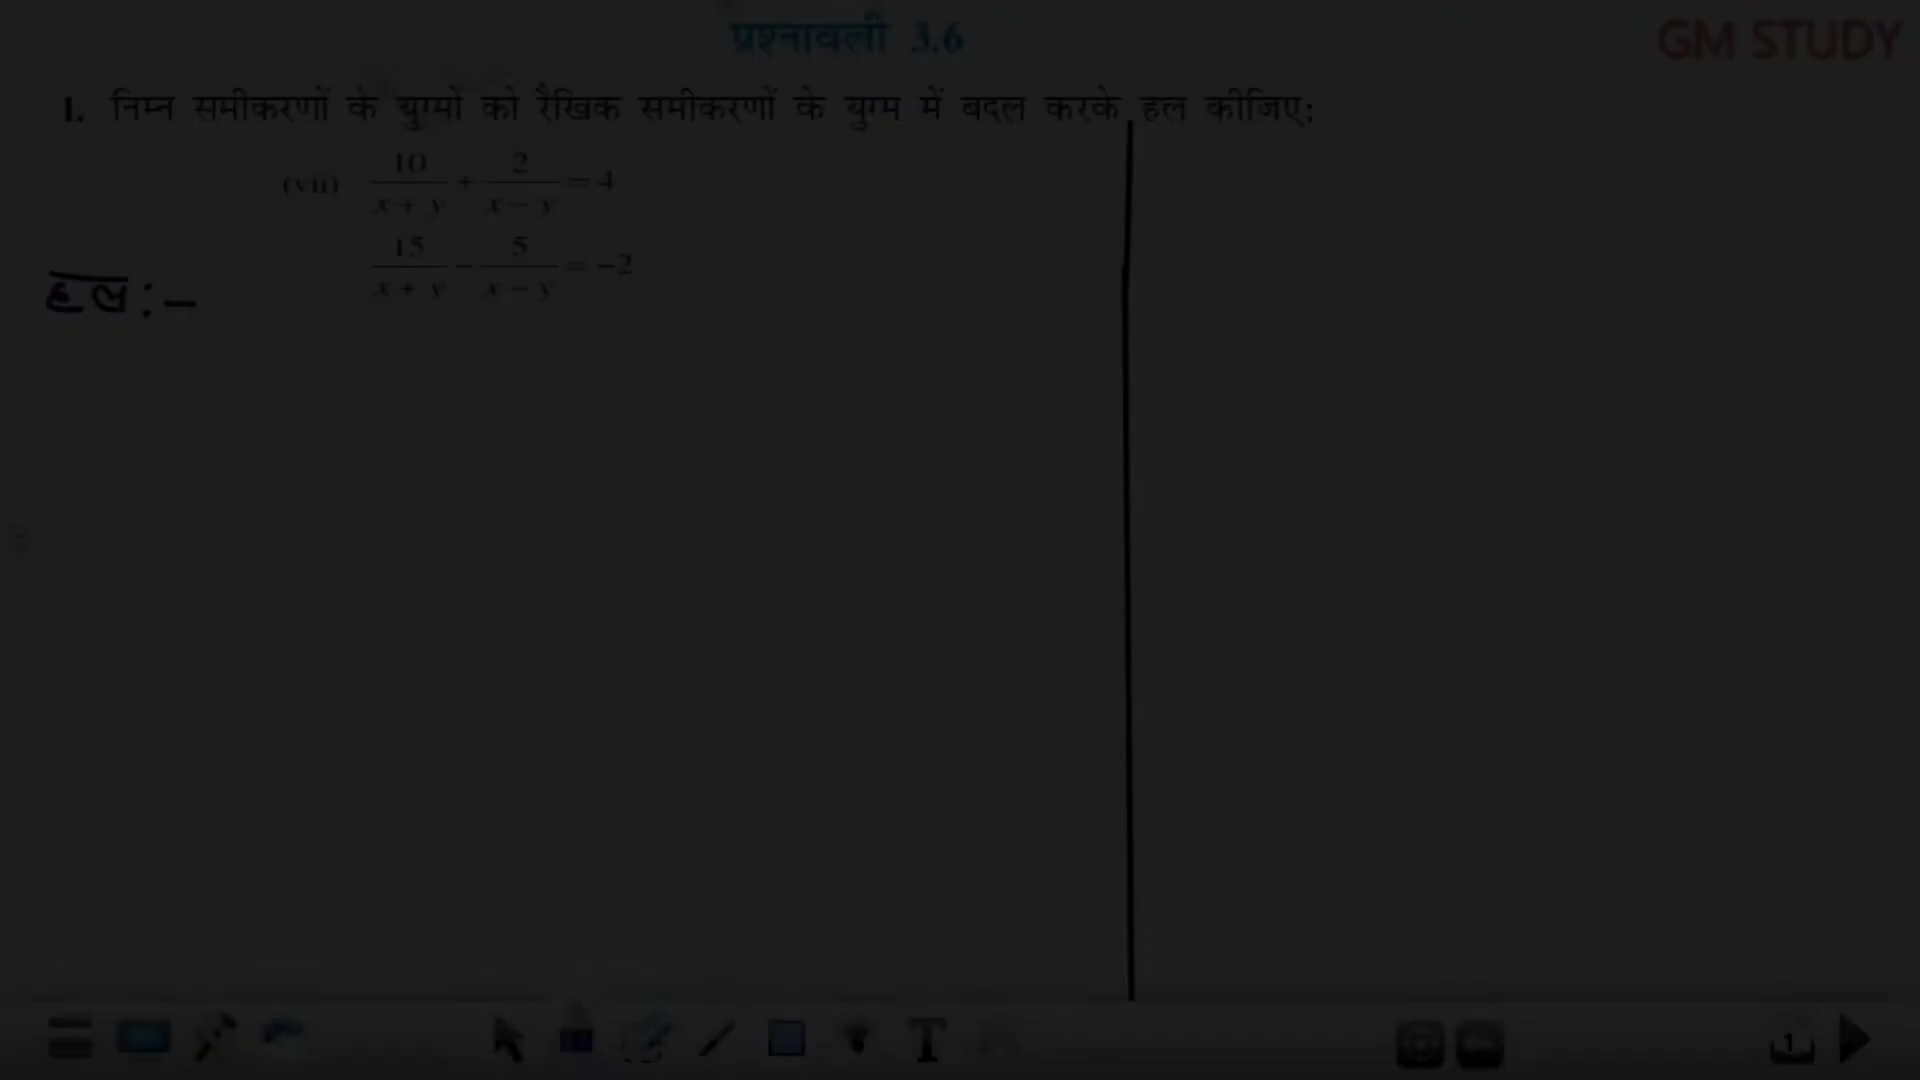 प्रश्नावली 3.6
GM STUDY
1. निम्न समीकरणों के युग्मों को रैखिक समीकरणों के युग्म में बदल करके हल कीजिए:
(vii) 10/(x + y) + 2/(x − y) = 4
15/(x + y) − 5/(x − y) = −2
हल :−
T
1